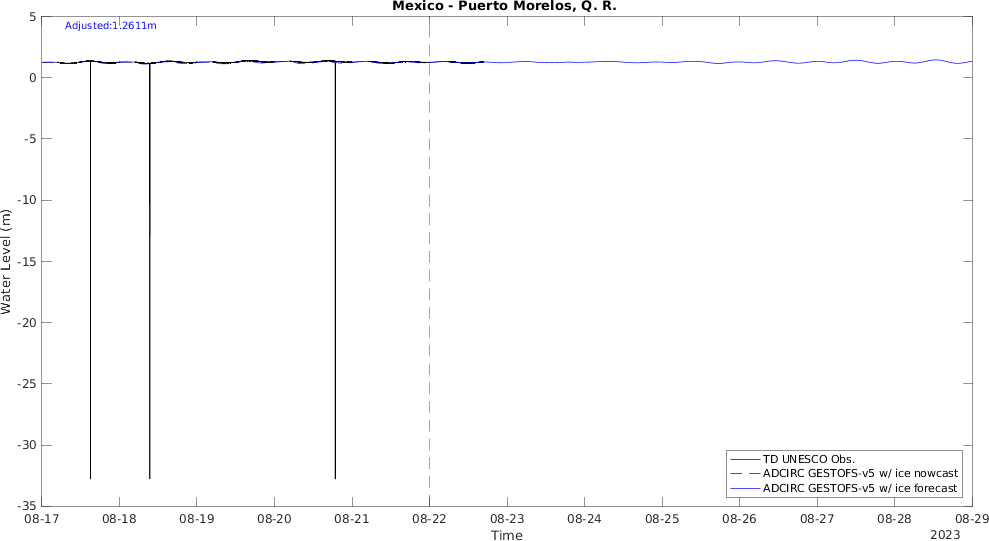 Mexico - Puerto Morelos, Q. R.
Adjusted:1.2611m
5
0
-5
-10
-15
-20
-25
-30
-35
Water Level (m)
TD UNESCO Obs.
ADCIRC GESTOFS-v5 w/ ice nowcast
ADCIRC GESTOFS-v5 w/ ice forecast
08-17 08-18 08-19 08-20 08-21 08-22 08-23 08-24 08-25 08-26 08-27 08-28 08-29
Time
2023